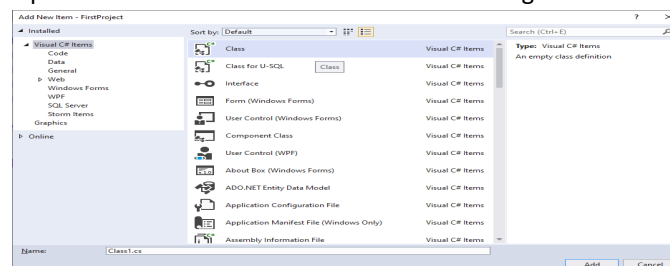 Add New Item - FirstProject
? ×
Installed
Sort by: Default
Search (Ctrl+E)
Visual C# Items
Code
Data
General
Web
Windows Forms
WPF
SQL Server
Storm Items
Graphics
Online
Class Visual C# Items
Class for U-SQL Visual C# Items
Class
Interface Visual C# Items
Form (Windows Forms) Visual C# Items
User Control (Windows Forms) Visual C# Items
Component Class Visual C# Items
User Control (WPF) Visual C# Items
About Box (Windows Forms) Visual C# Items
ADO.NET Entity Data Model Visual C# Items
Application Configuration File Visual C# Items
Application Manifest File (Windows Only) Visual C# Items
Assembly Information File Visual C# Items
Type: Visual C# Items
An empty class definition
Name: Class1.cs
Add Cancel